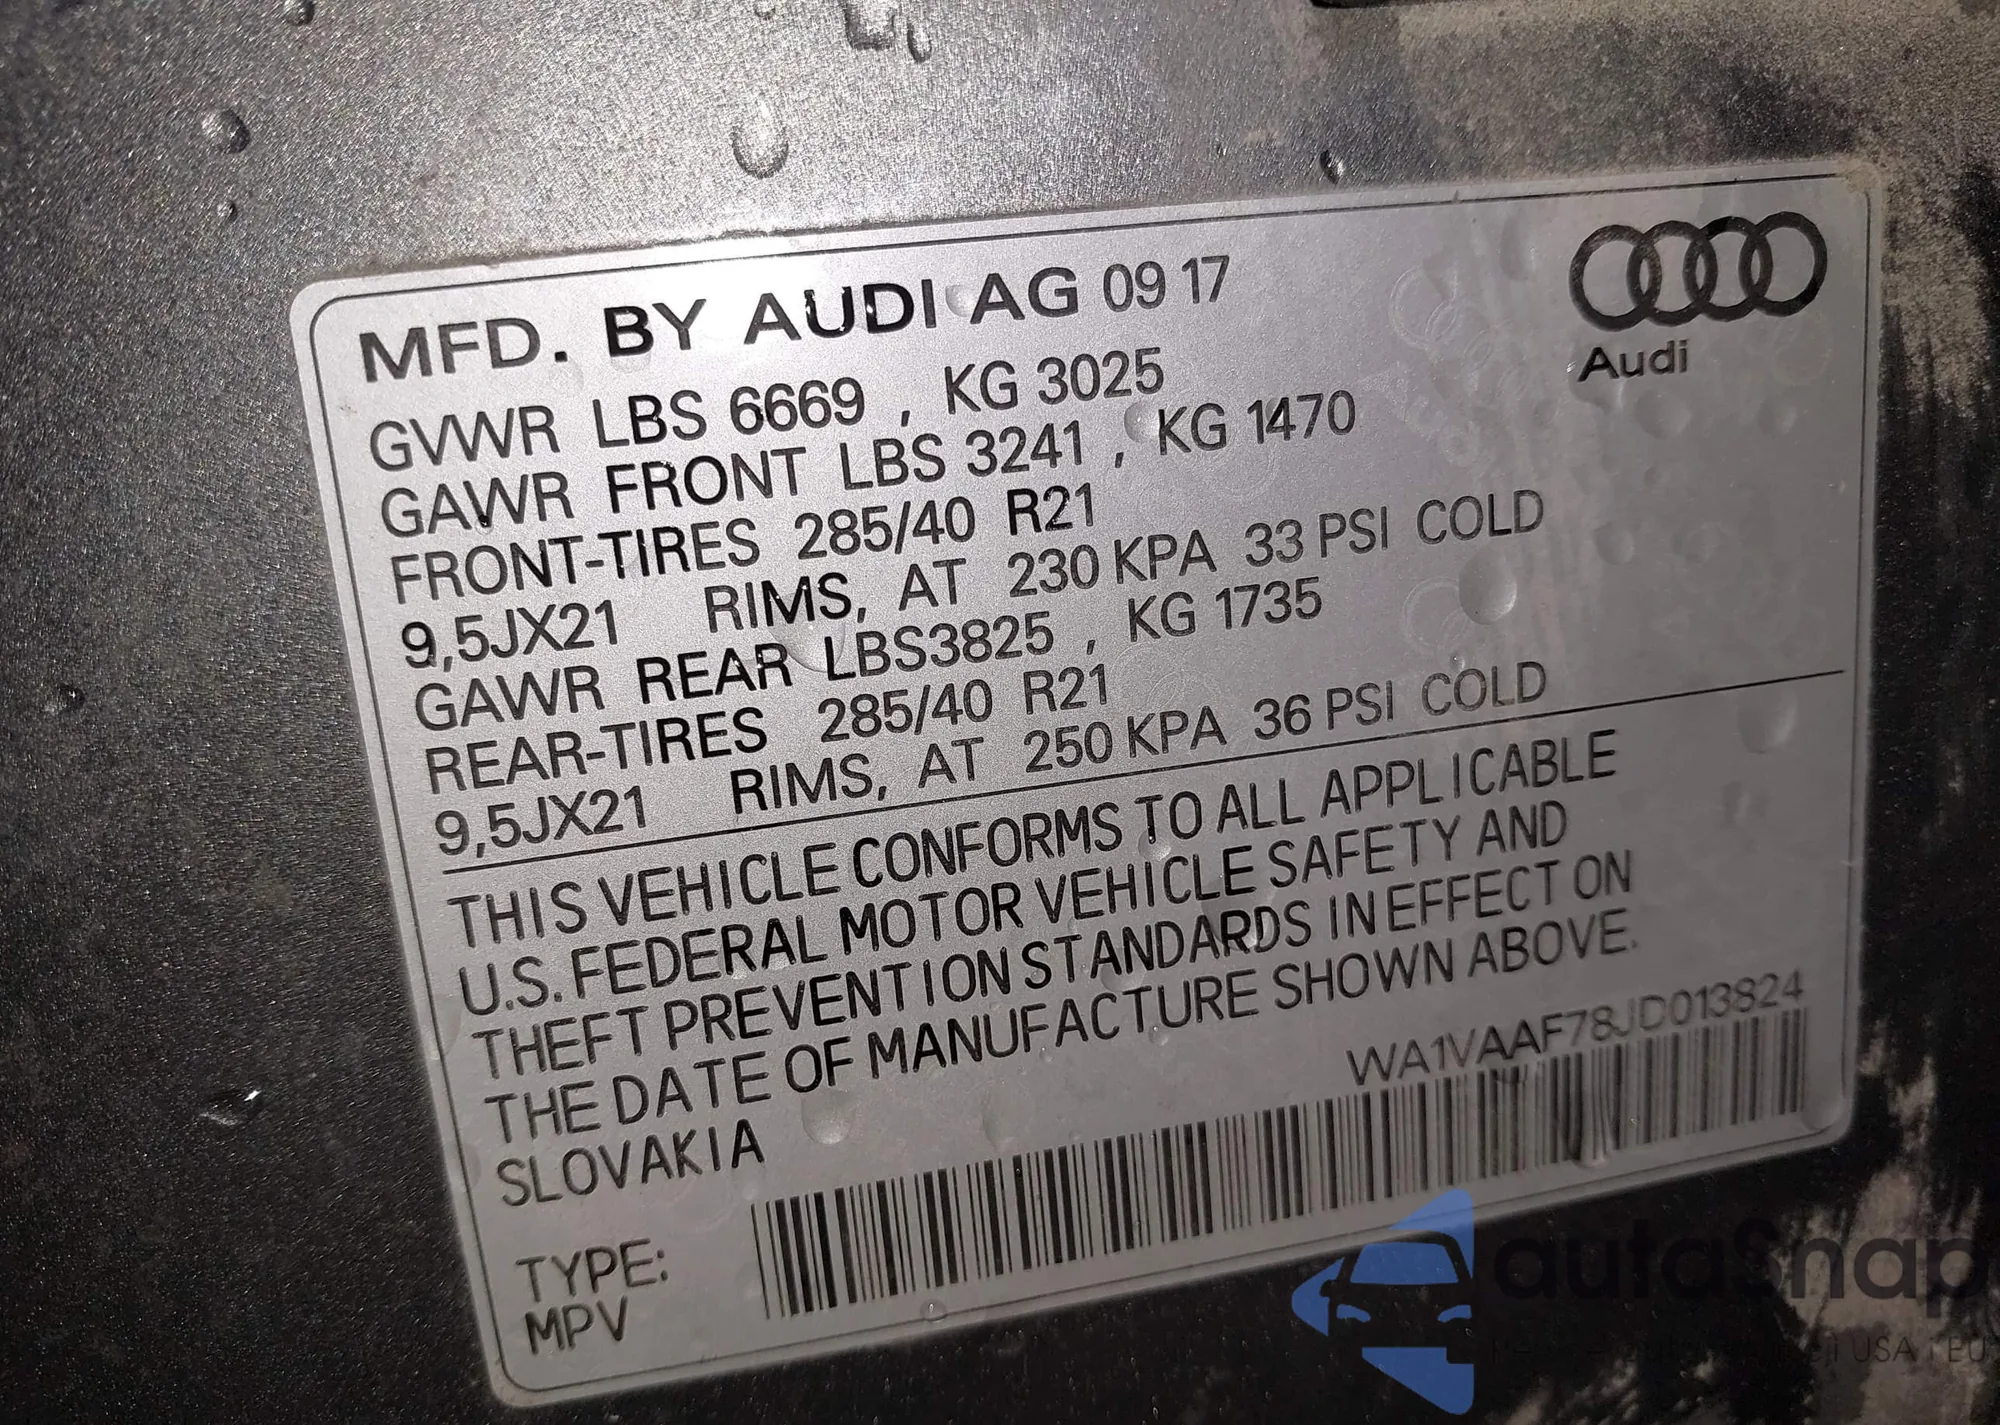 MFD. BY AUDI AG 09 17
Audi
GVWR LBS 6669 , KG 3025
GAWR FRONT LBS 3241 , KG 1470
FRONT-TIRES 285/40 R21
9,5JX21 RIMS, AT 230 KPA 33 PSI COLD
GAWR REAR LBS3825 , KG 1735
REAR-TIRES 285/40 R21
9,5JX21 RIMS, AT 250 KPA 36 PSI COLD
THIS VEHICLE CONFORMS TO ALL APPLICABLE
U.S. FEDERAL MOTOR VEHICLE SAFETY AND
THEFT PREVENTION STANDARDS IN EFFECT ON
THE DATE OF MANUFACTURE SHOWN ABOVE.
SLOVAKIA
WA1VAAF78JD013824
TYPE:
MPV
autaSnap
USA i EU